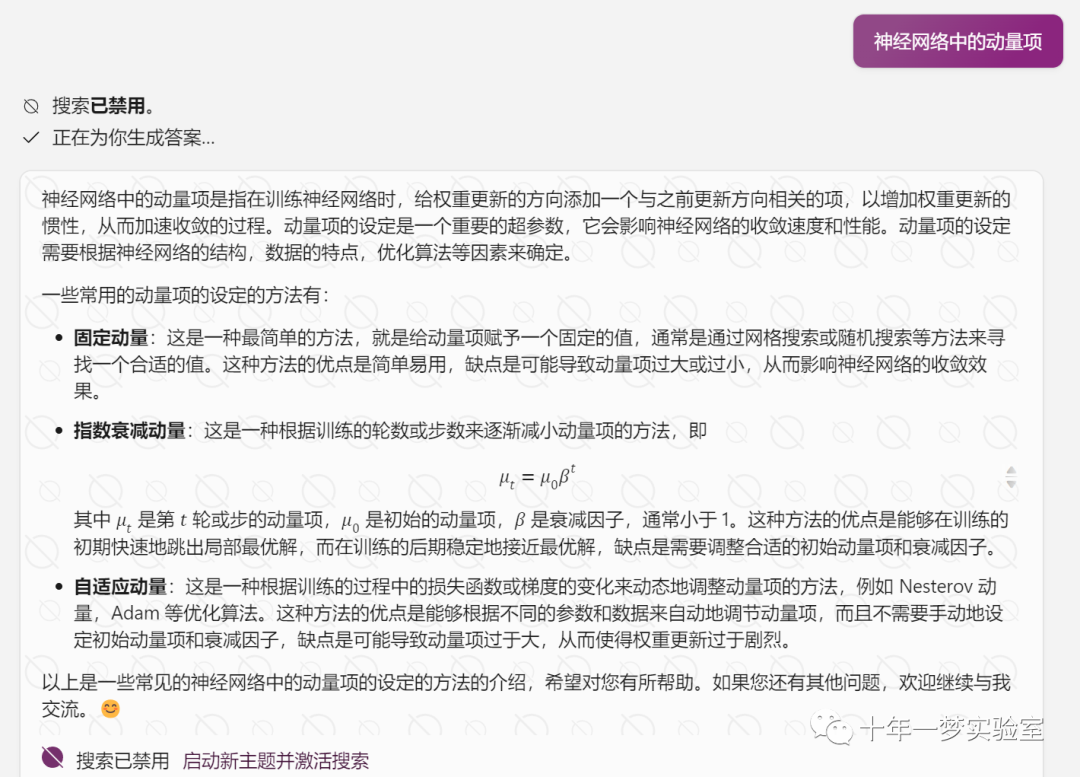 神经网络中的动量项
搜索已禁用。
正在为你生成答案...
神经网络中的动量项是指在训练神经网络时，给权重更新的方向添加一个与之前更新方向相关的项，以增加权重更新的
惯性，从而加速收敛的过程。动量项的设定是一个重要的超参数，它会影响神经网络的收敛速度和性能。动量项的设定
需要根据神经网络的结构，数据的特点，优化算法等因素来确定。
一些常用的动量项的设定的方法有：
• 固定动量：这是一种最简单的方法，就是给动量项赋予一个固定的值，通常是通过网格搜索或随机搜索等方法来寻
找一个合适的值。这种方法的优点是简单易用，缺点是可能导致动量项过大或过小，从而影响神经网络的收敛效
果。
• 指数衰减动量：这是一种根据训练的轮数或步数来逐渐减小动量项的方法，即
μ_t = μ_0β^t
其中 μ_t 是第 t 轮或步的动量项，μ_0 是初始的动量项，β 是衰减因子，通常小于 1。这种方法的优点是能够在训练的
初期快速地跳出局部最优解，而在训练的后期稳定地接近最优解，缺点是需要调整合适的初始动量项和衰减因子。
• 自适应动量：这是一种根据训练的过程中的损失函数或梯度的变化来动态地调整动量项的方法，例如 Nesterov 动
量，Adam 等优化算法。这种方法的优点是能够根据不同的参数和数据来自动地调节动量项，而且不需要手动地设
定初始动量项和衰减因子，缺点是可能导致动量项过于大，从而使得权重更新过于剧烈。
以上是一些常见的神经网络中的动量项的设定的方法的介绍，希望对您有所帮助。如果您还有其他问题，欢迎继续与我
交流。😊
十年一梦实验室
搜索已禁用 启动新主题并激活搜索